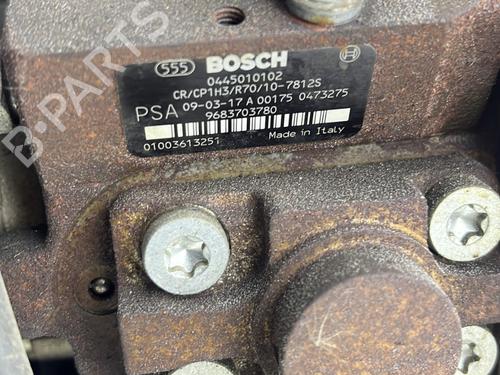 555 BOSCH
0445010102
CR/CP1H3/R70/10-7812S
PSA 09-03-17 A 00175 0473275
9683703780
01003613251 Made in Italy